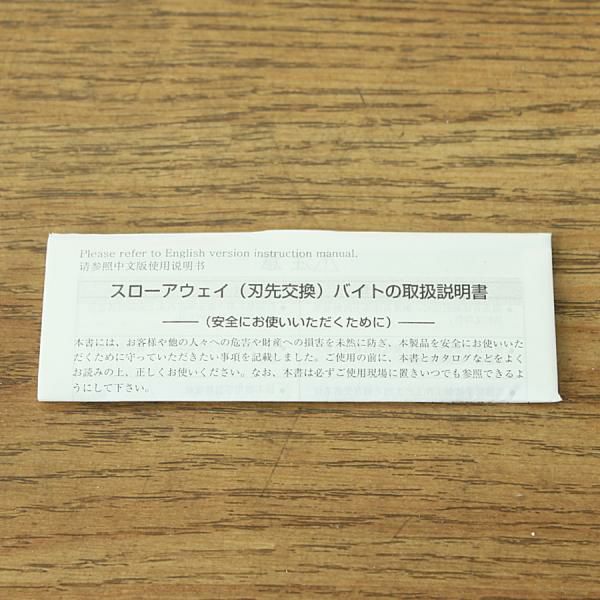 Please refer to English version instruction manual.
请参照中文版使用说明书
スローアウェイ（刃先交換）バイトの取扱説明書
（安全にお使いいただくために）
本書には、お客様や他の人々への危害や財産への損害を未然に防ぎ、本製品を安全にお使いいた
だくために守っていただきたい事項を記載しました。ご使用の前に、本書とカタログなどをよく
お読みの上、正しくお使いください。なお、本書は必ずご使用現場に置きいつでも参照できるよ
うにして下さい。